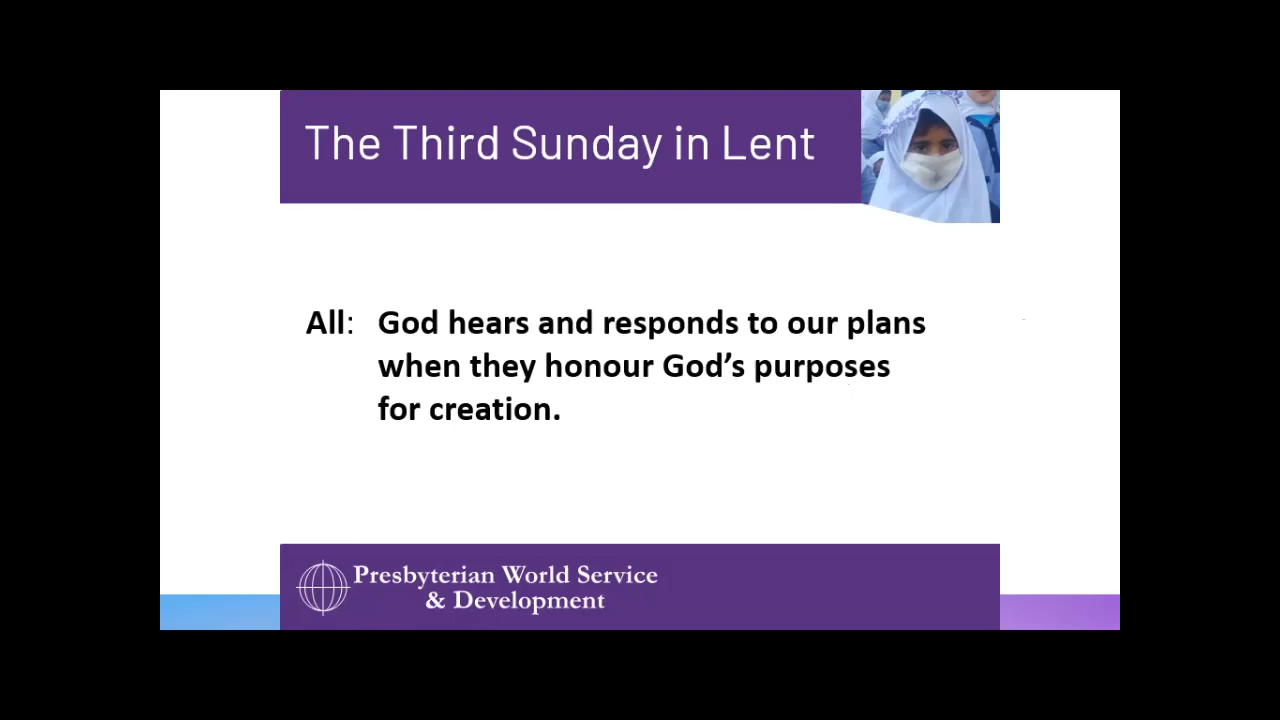 The Third Sunday in Lent
All: God hears and responds to our plans
when they honour God’s purposes
for creation.
Presbyterian World Service
& Development